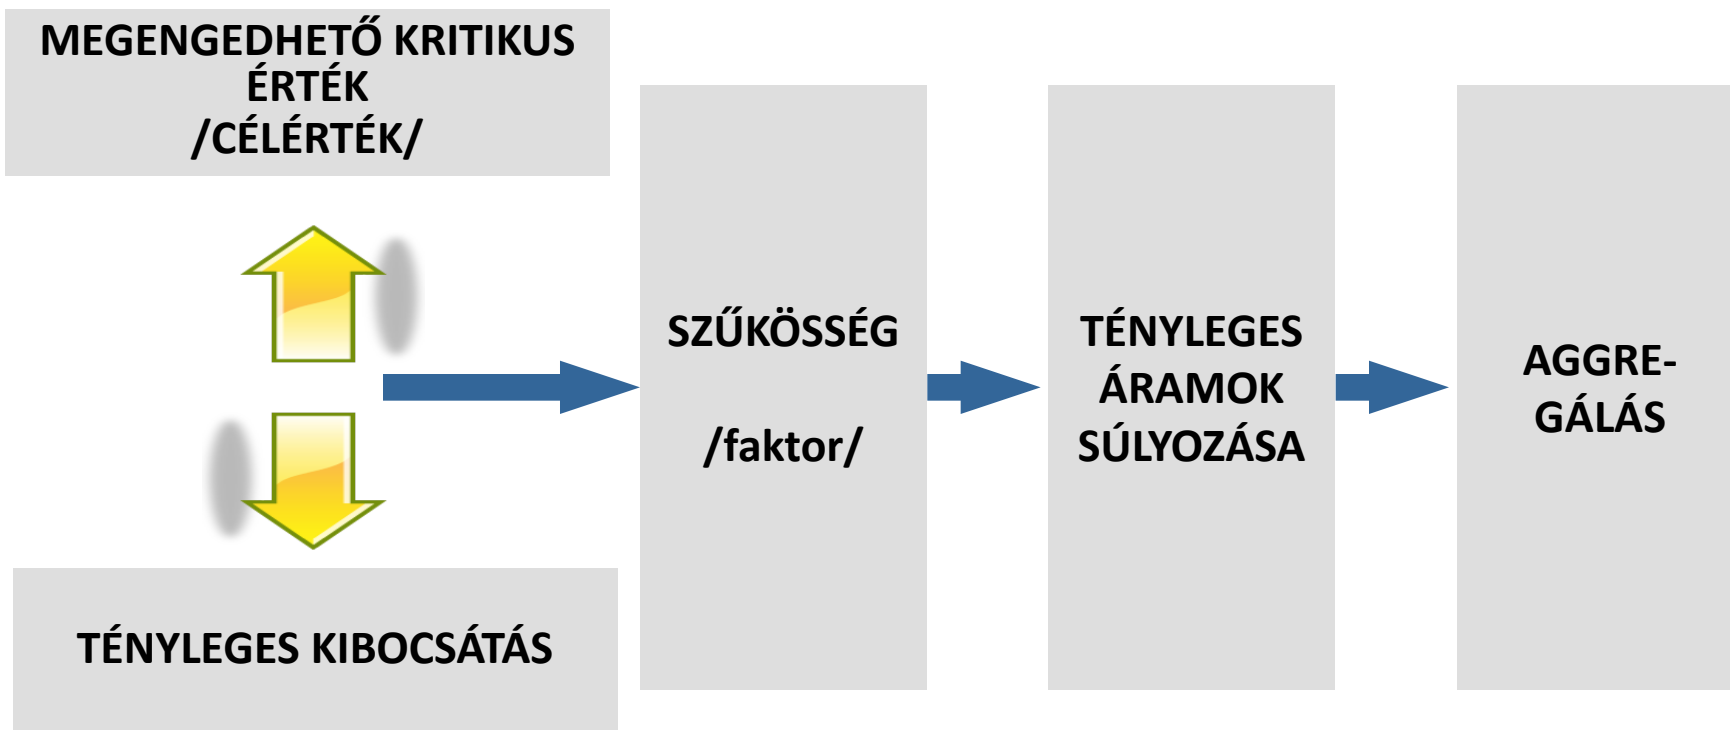 MEGENGEDHETŐ KRITIKUS
ÉRTÉK
/CÉLÉRTÉK/
TÉNYLEGES KIBOCSÁTÁS
SZŰKÖSSÉG
/faktor/
TÉNYLEGES
ÁRAMOK
SÚLYOZÁSA
AGGRE-
GÁLÁS